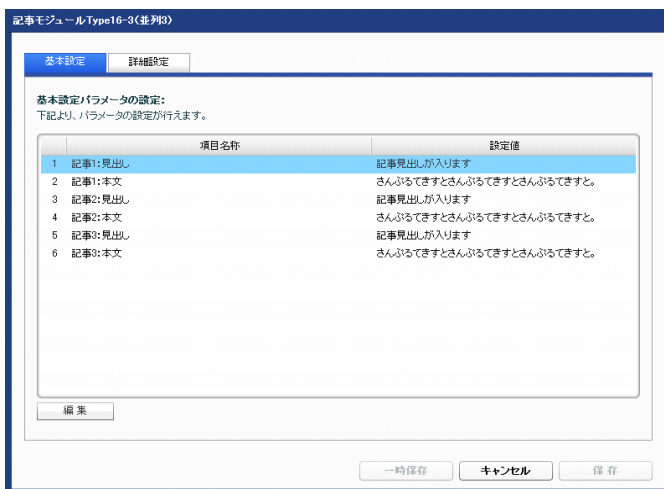 記事モジュールType16-3(並列3)
基本設定 詳細設定
基本設定パラメータの設定:
下記より、パラメータの設定が行えます。
項目名称 設定値
1 記事1:見出し 記事見出しが入ります
2 記事1:本文 さんぷるてきすとさんぷるてきすとさんぷるてきすと。
3 記事2:見出し 記事見出しが入ります
4 記事2:本文 さんぷるてきすとさんぷるてきすとさんぷるてきすと。
5 記事3:見出し 記事見出しが入ります
6 記事3:本文 さんぷるてきすとさんぷるてきすとさんぷるてきすと。
編集
一時保存 キャンセル 保存